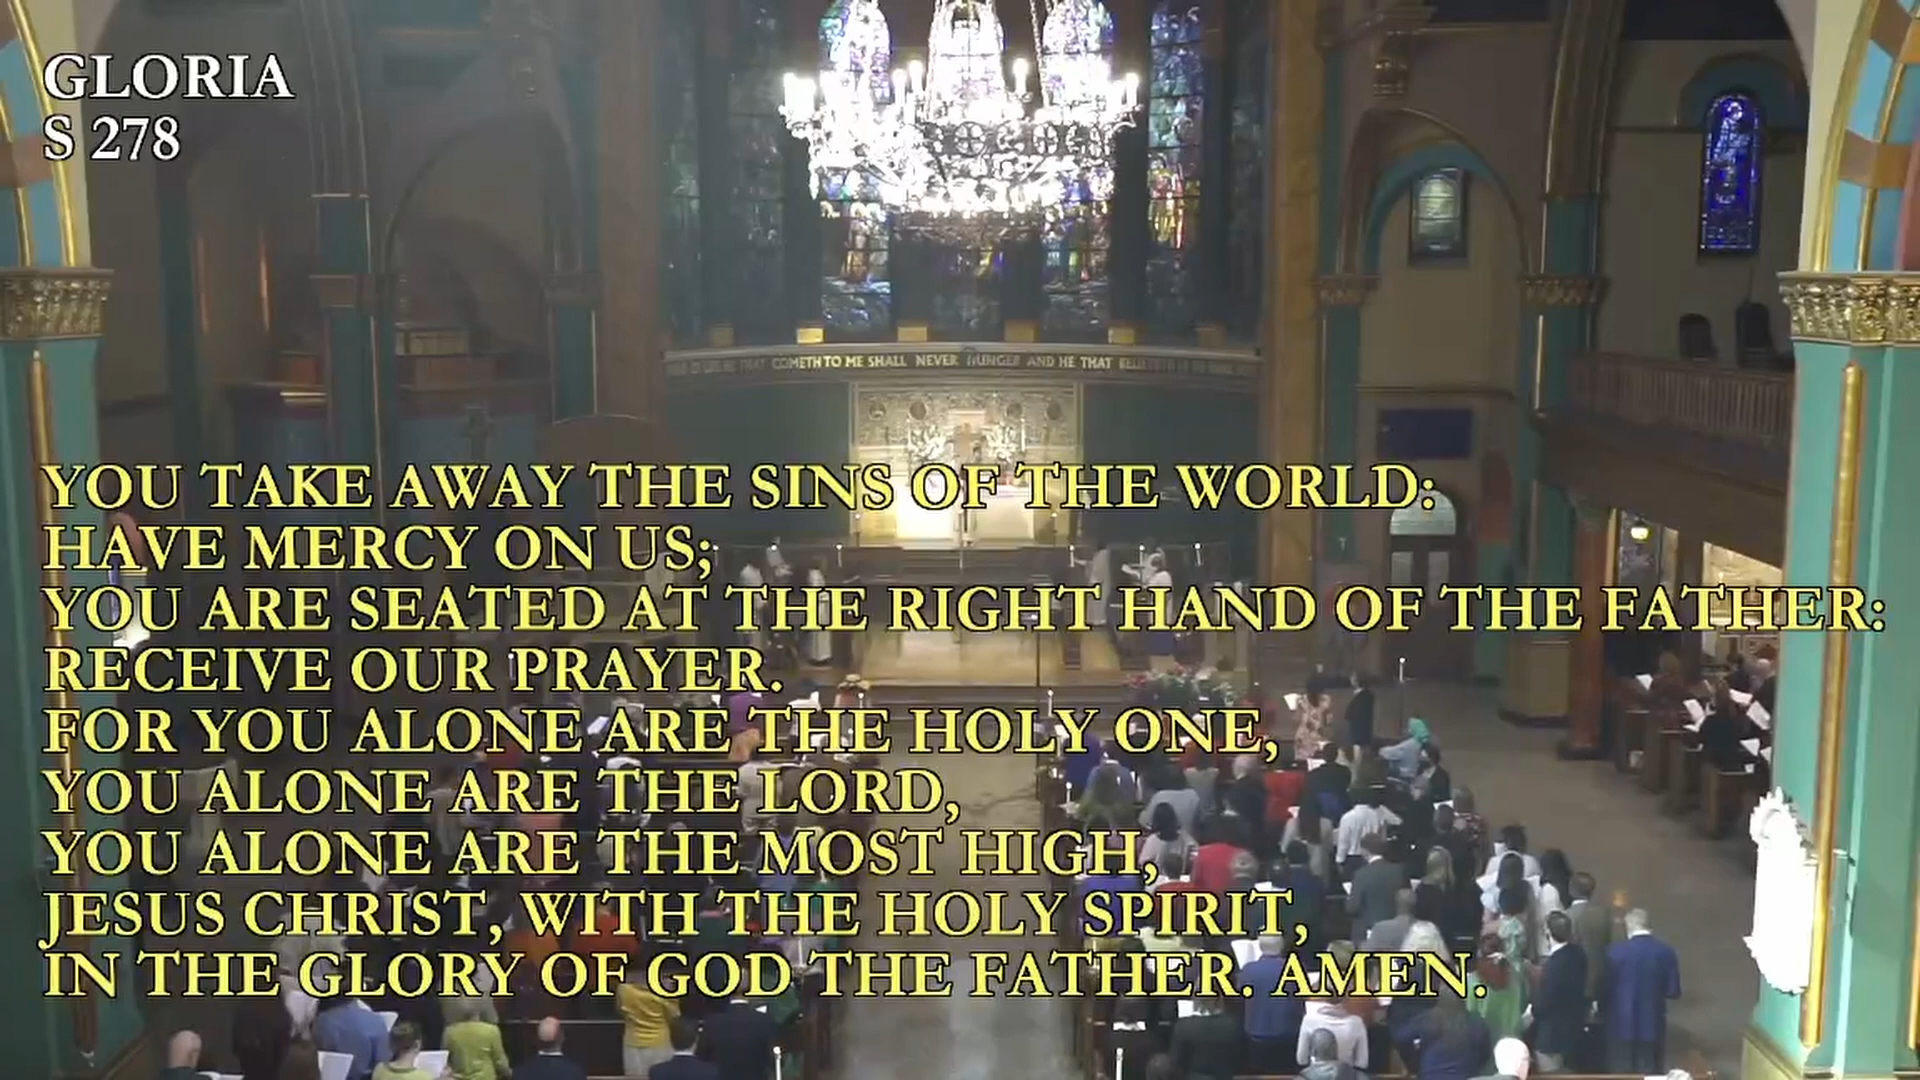 GLORIA
S 278
COMETH TO ME SHALL NEVER HUNGER AND HE THAT
YOU TAKE AWAY THE SINS OF THE WORLD:
HAVE MERCY ON US;
YOU ARE SEATED AT THE RIGHT HAND OF THE FATHER:
RECEIVE OUR PRAYER.
FOR YOU ALONE ARE THE HOLY ONE,
YOU ALONE ARE THE LORD,
YOU ALONE ARE THE MOST HIGH,
JESUS CHRIST, WITH THE HOLY SPIRIT,
IN THE GLORY OF GOD THE FATHER. AMEN.